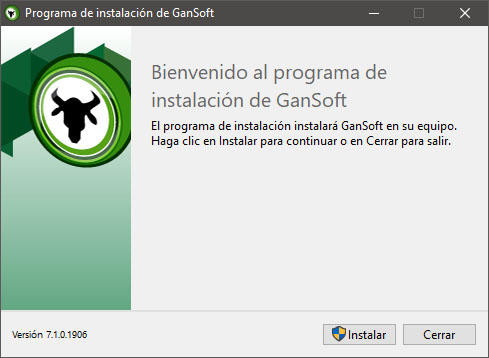 Programa de instalación de GanSoft
Bienvenido al programa de
instalación de GanSoft
El programa de instalación instalará GanSoft en su equipo.
Haga clic en Instalar para continuar o en Cerrar para salir.
Versión 7.1.0.1906
Instalar
Cerrar